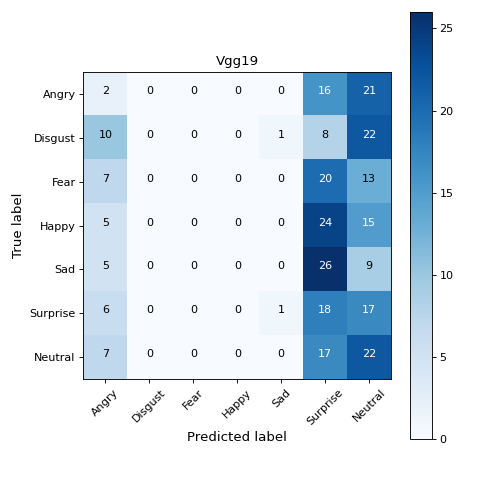 Vgg19
Angry 2 0 0 0 0 16 21
Disgust 10 0 0 0 1 8 22
Fear 7 0 0 0 0 20 13
Happy 5 0 0 0 0 24 15
Sad 5 0 0 0 0 26 9
Surprise 6 0 0 0 1 18 17
Neutral 7 0 0 0 0 17 22
Angry Disgust Fear Happy Sad Surprise Neutral
True label
Predicted label
25
20
15
10
5
0